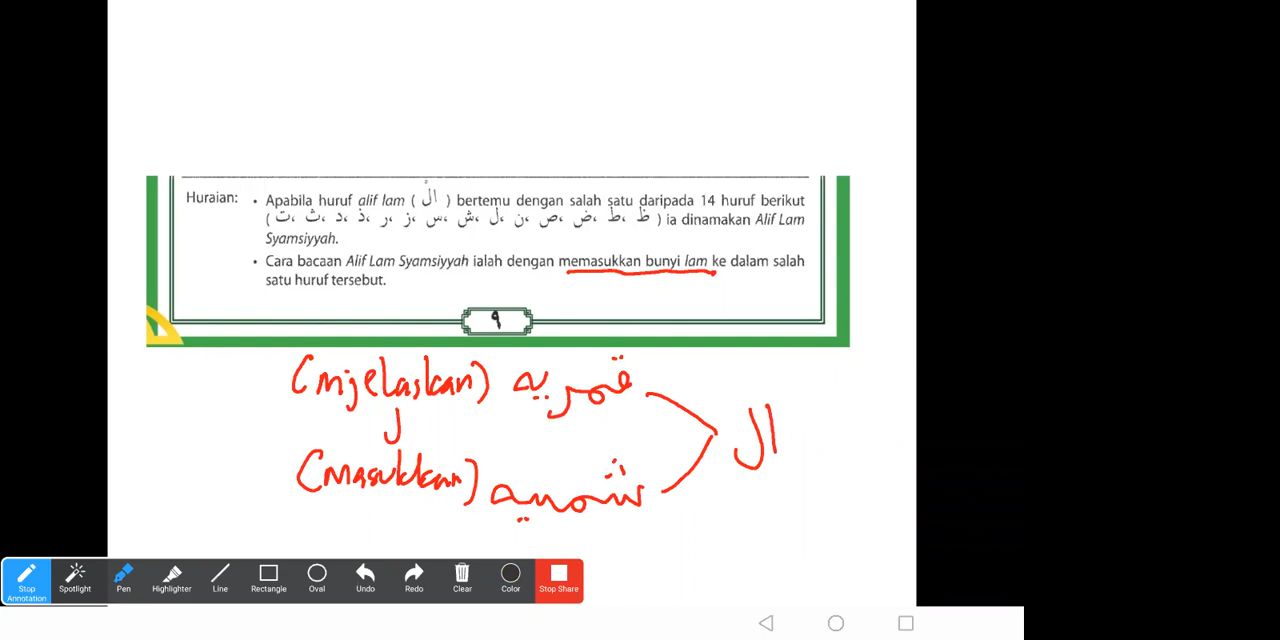 Huraian: • Apabila huruf alif lam ( الْ ) bertemu dengan salah satu daripada 14 huruf berikut
( ت، ث، د، ذ، ر، ز، س، ش، ل، ن، ص، ض، ط، ظ ) ia dinamakan Alif Lam
Syamsiyyah.
• Cara bacaan Alif Lam Syamsiyyah ialah dengan memasukkan bunyi lam ke dalam salah
satu huruf tersebut.
٩
(mjelaskan) قمريه
ل
ال
(Masukkan) شمسيه
Stop Annotation
Spotlight
Pen
Highlighter
Line
Rectangle
Oval
Undo
Redo
Clear
Color
Stop Share